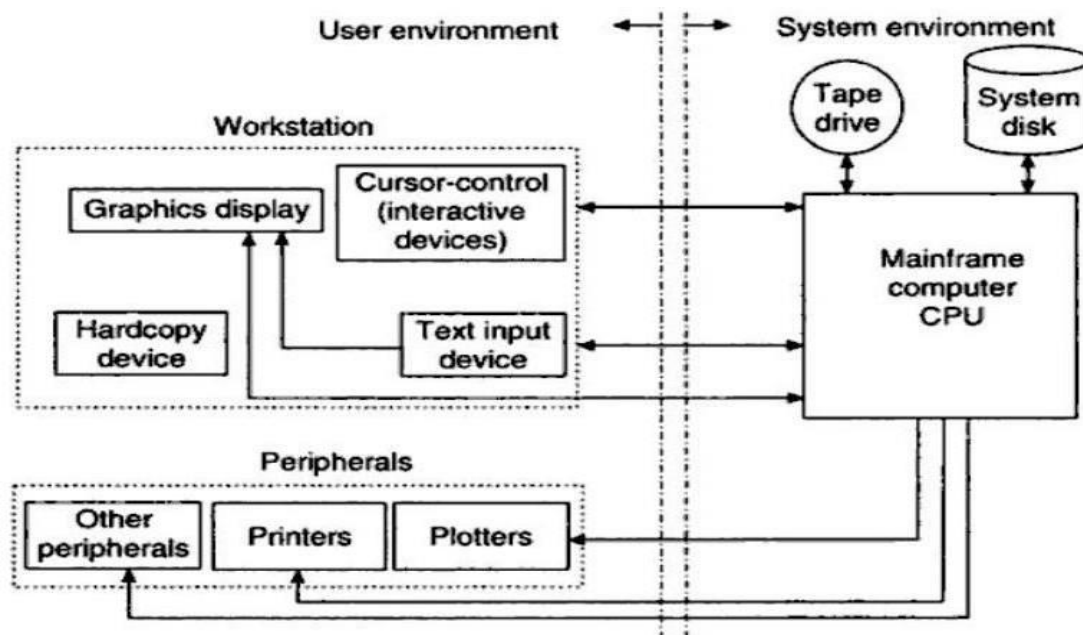 User environment
System environment
Tape
drive
System
disk
Workstation
Graphics display
Cursor-control
(interactive
devices)
Mainframe
computer
CPU
Hardcopy
device
Text input
device
Peripherals
Other
peripherals
Printers
Plotters